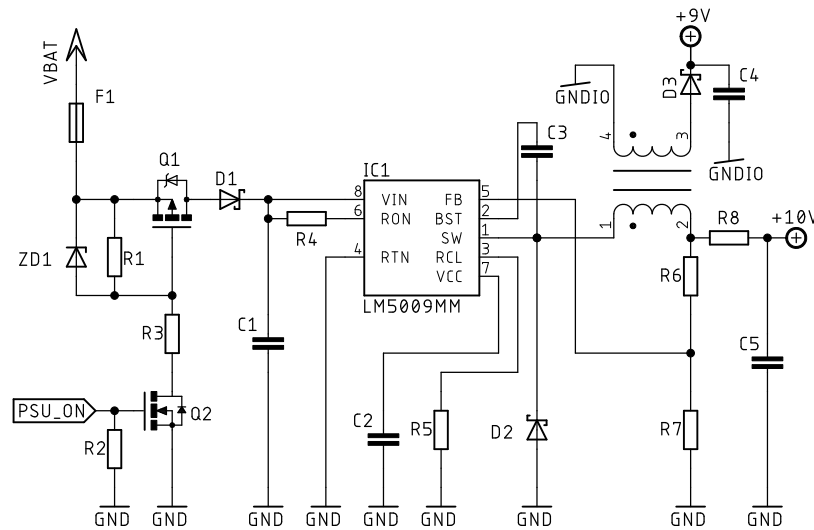 +9V
VBAT
F1
D3
C4
GNDIO
GNDIO
4
3
Q1
D1
C3
IC1
8
VIN
FB
5
6
RON
BST
2
SW
1
4
RTN
RCL
3
VCC
7
LM5009MM
R4
1
2
R8
+10V
ZD1
R1
R6
R3
C1
C5
PSU_ON
Q2
R2
C2
R5
D2
R7
GND
GND
GND
GND
GND
GND
GND
GND
GND